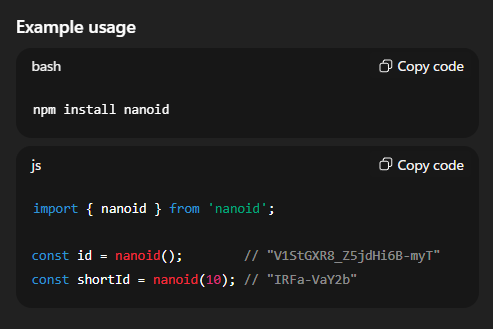 Example usage
bash
Copy code
npm install nanoid
js
Copy code
import { nanoid } from 'nanoid';
const id = nanoid();        // "V1StGXR8_Z5jdHi6B-myT"
const shortId = nanoid(10); // "IRFa-VaY2b"